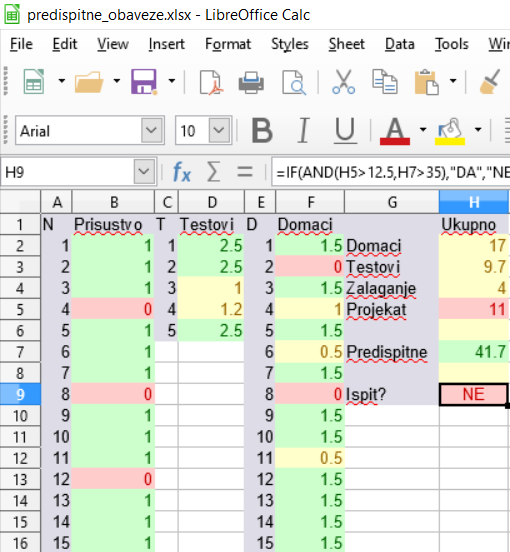 predispitne_obaveze.xlsx - LibreOffice Calc
File Edit View Insert Format Styles Sheet Data Tools Wi
Arial 10 B I U A
H9 fx Σ = =IF(AND(H5>12.5,H7>35),"DA","NE
A B C D E F G H
1 N Prisustvo T Testovi D Domaci Ukupno
2 1 1 1 2.5 1 1.5 Domaci 17
3 2 1 2 2.5 2 0 Testovi 9.7
4 3 1 3 1 3 1.5 Zalaganje 4
5 4 0 4 1.2 4 1 Projekat 11
6 5 1 5 2.5 5 1.5
7 6 1 6 0.5 Predispitne 41.7
8 7 1 7 1.5
9 8 0 8 0 Ispit? NE
10 9 1 9 1.5
11 10 1 10 1.5
12 11 1 11 0.5
13 12 0 12 1.5
14 13 1 13 1.5
15 14 1 14 1.5
16 15 1 15 1.5